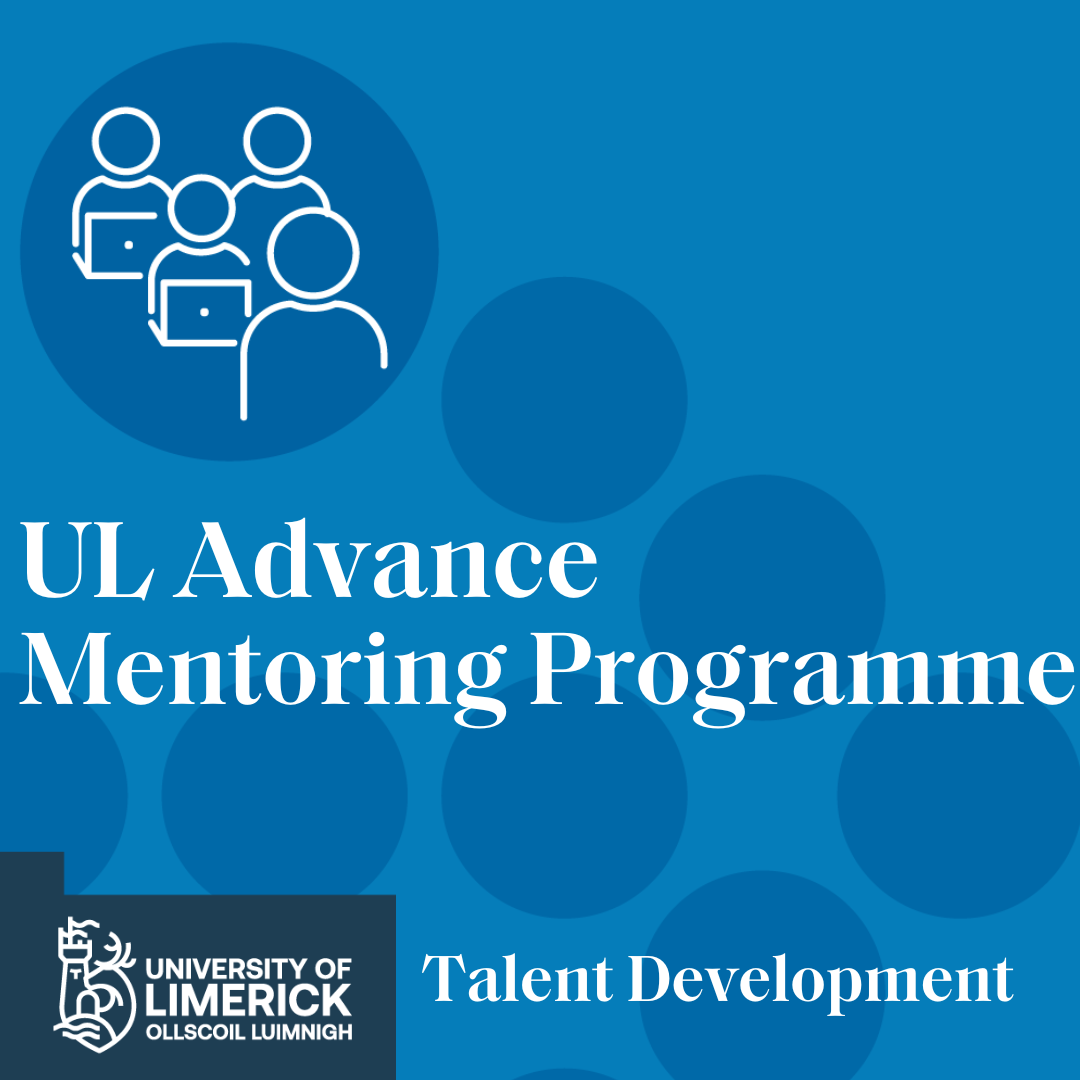 UL Advance
Mentoring Programme
UNIVERSITY OF
LIMERICK
OLLSCOIL LUIMNIGH
Talent Development